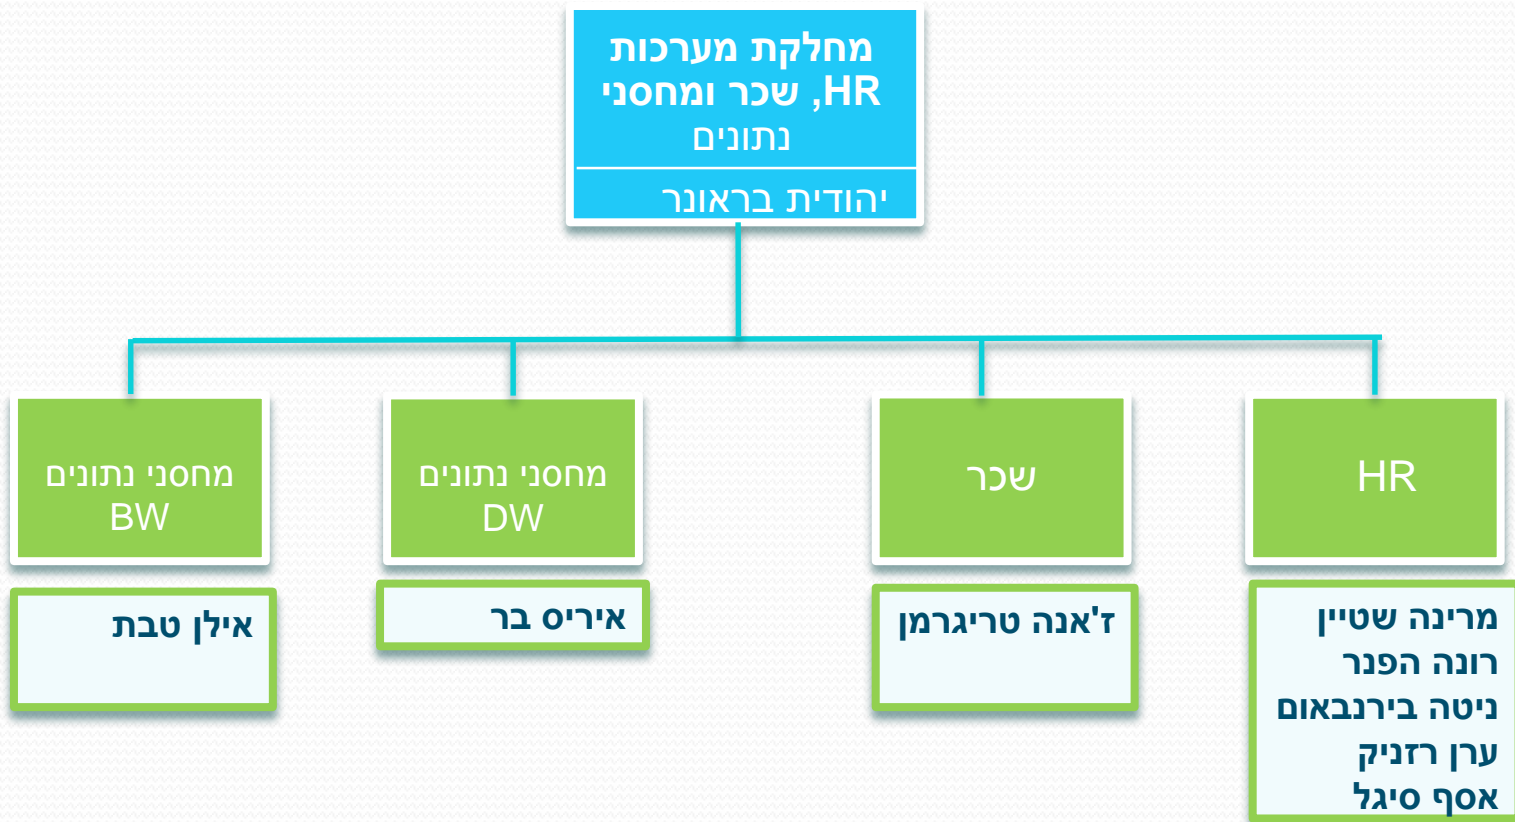 מחלקת מערכות
HR, שכר ומחסני
נתונים
יהודית בראונר
HR
מרינה שטיין
רונה הפנר
ניטה בירנבאום
ערן רזניק
אסף סיגל
שכר
ז'אנה טריגרמן
מחסני נתונים
DW
איריס בר
מחסני נתונים
BW
אילן טבת